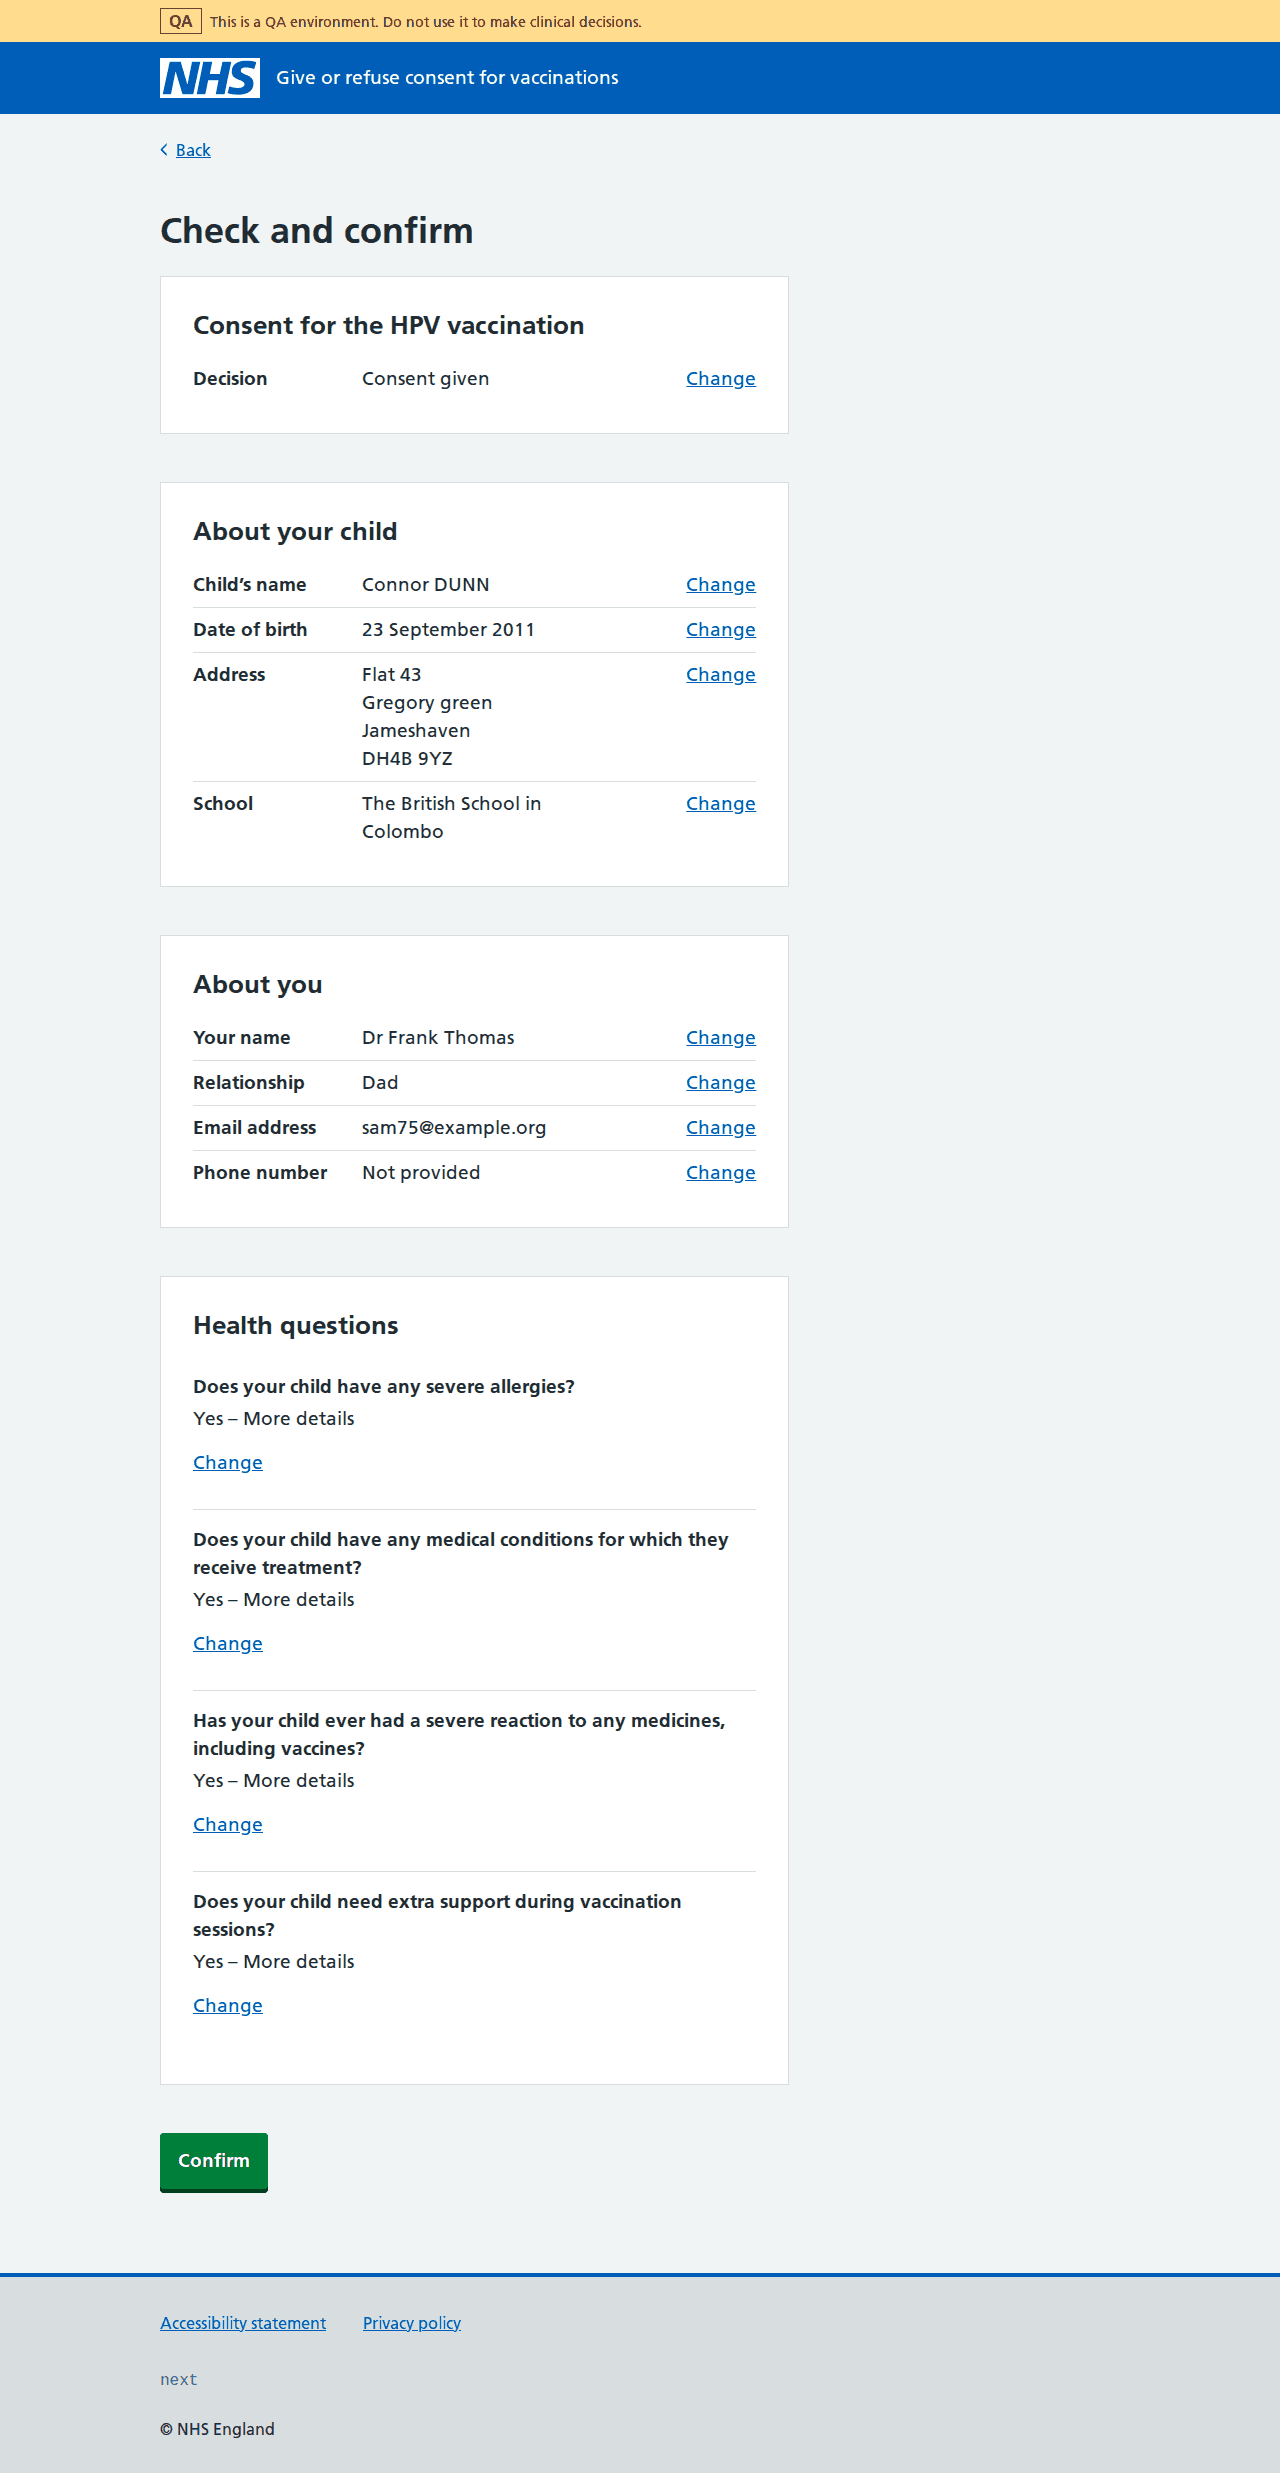 QA This is a QA environment. Do not use it to make clinical decisions.
NHS Give or refuse consent for vaccinations
Back
Check and confirm
Consent for the HPV vaccination
Decision Consent given Change
About your child
Child’s name Connor DUNN Change
Date of birth 23 September 2011 Change
Address Flat 43 Change
Gregory green
Jameshaven
DH4B 9YZ
School The British School in Change
Colombo
About you
Your name Dr Frank Thomas Change
Relationship Dad Change
Email address sam75@example.org Change
Phone number Not provided Change
Health questions
Does your child have any severe allergies?
Yes – More details
Change
Does your child have any medical conditions for which they
receive treatment?
Yes – More details
Change
Has your child ever had a severe reaction to any medicines,
including vaccines?
Yes – More details
Change
Does your child need extra support during vaccination
sessions?
Yes – More details
Change
Confirm
Accessibility statement Privacy policy
next
© NHS England